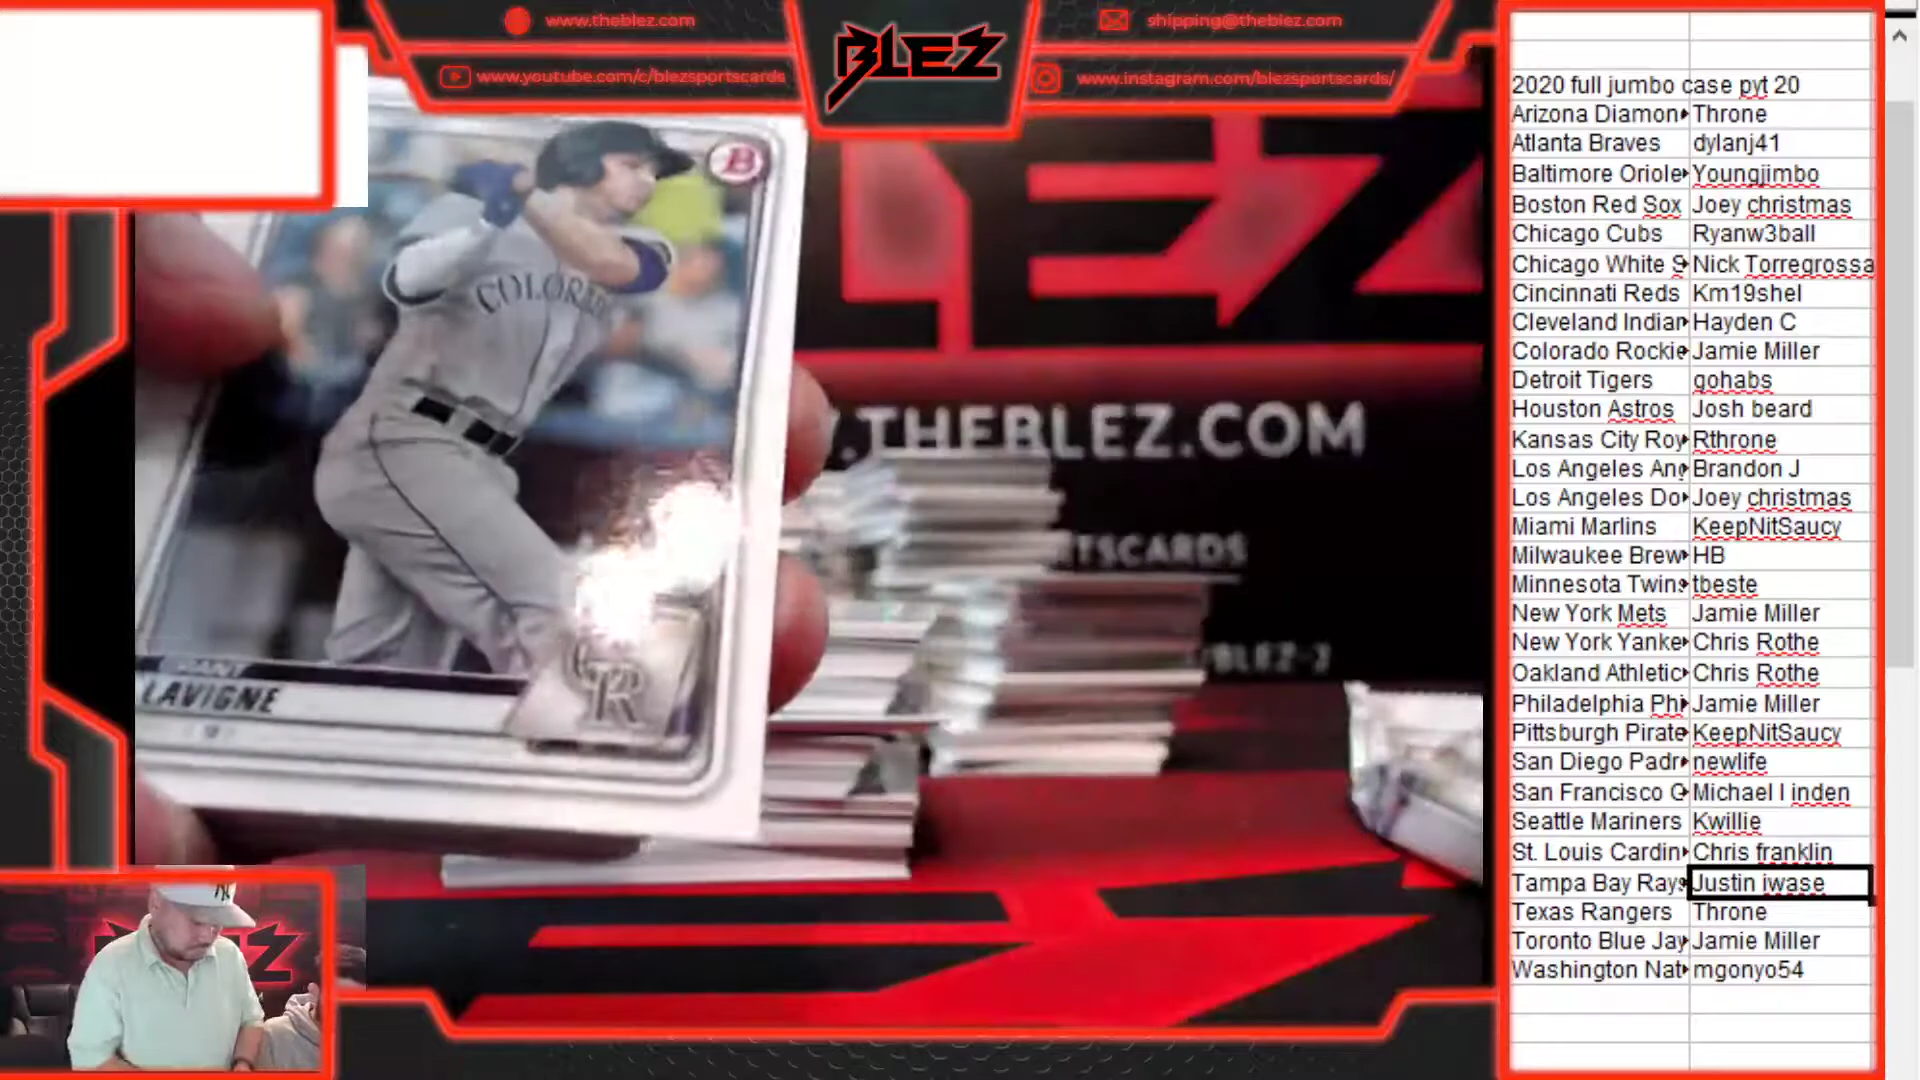 www.theblez.com
BLEZ
shipping@theblez.com
www.youtube.com/c/blezsportscards
www.instagram.com/blezsportscards/
B
COLORA
LAVIGNE
CR
LEZ
.THEBLEZ.COM
RTSCARDS
/BLEZ-2
2020 full jumbo case pyt 20
Arizona Diamon Throne
Atlanta Braves dylanj41
Baltimore Oriole Youngjimbo
Boston Red Sox Joey christmas
Chicago Cubs Ryanw3ball
Chicago White S Nick Torregrossa
Cincinnati Reds Km19shel
Cleveland Indian Hayden C
Colorado Rockie Jamie Miller
Detroit Tigers gohabs
Houston Astros Josh beard
Kansas City Roy Rthrone
Los Angeles Ang Brandon J
Los Angeles Do Joey christmas
Miami Marlins KeepNitSaucy
Milwaukee Brew HB
Minnesota Twins tbeste
New York Mets Jamie Miller
New York Yanke Chris Rothe
Oakland Athletic Chris Rothe
Philadelphia Phi Jamie Miller
Pittsburgh Pirate KeepNitSaucy
San Diego Padr newlife
San Francisco G Michael l inden
Seattle Mariners Kwillie
St. Louis Cardin Chris franklin
Tampa Bay Rays Justin iwase
Texas Rangers Throne
Toronto Blue Jay Jamie Miller
Washington Nat mgonyo54